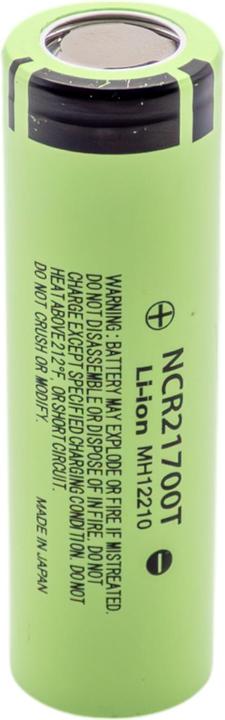 ⊕ NCR21700T ⊖
Li-ion MH12210
WARNING : BATTERY MAY EXPLODE OR FIRE IF MISTREATED.
DO NOT DISASSEMBLE OR DISPOSE OF IN FIRE. DO NOT
CHARGE EXCEPT SPECIFIED CHARGING CONDITION. DO NOT
HEAT ABOVE 212°F, OR SHORT CIRCUIT.
DO NOT CRUSH OR MODIFY.
MADE IN JAPAN